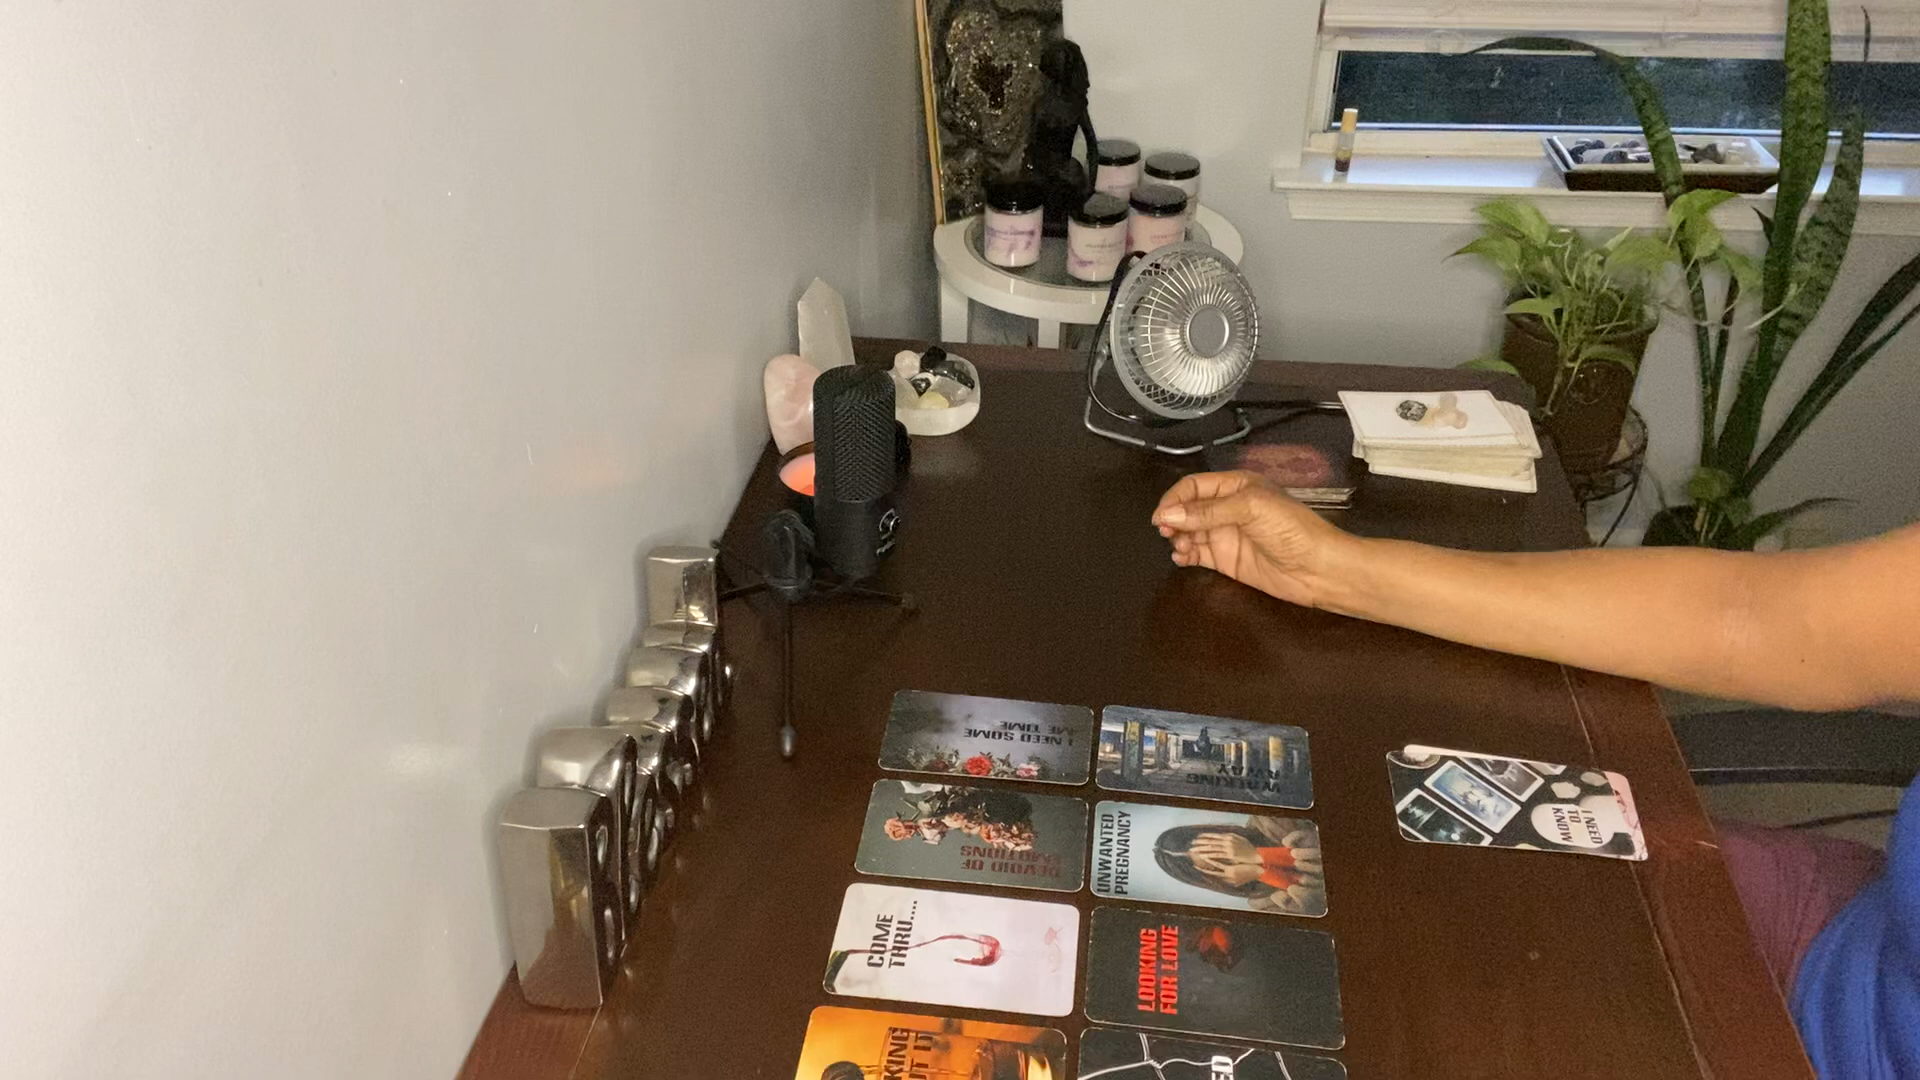 I NEED SOME
ME TIME
WALKING
AWAY
DEVOID OF
EMOTIONS
UNWANTED
PREGNANCY
I NEED
TO
KNOW
COME
THRU....
LOOKING
FOR LOVE